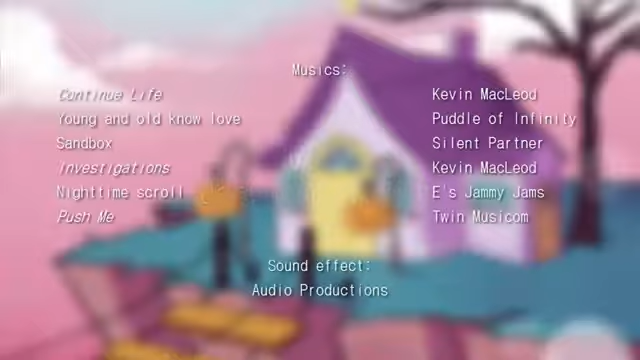 Musics:
Continue Life Kevin MacLeod
Young and old know love Puddle of Infinity
Sandbox Silent Partner
Investigations Kevin MacLeod
Nighttime scroll E's Jammy Jams
Push Me Twin Musicom
Sound effect:
Audio Productions